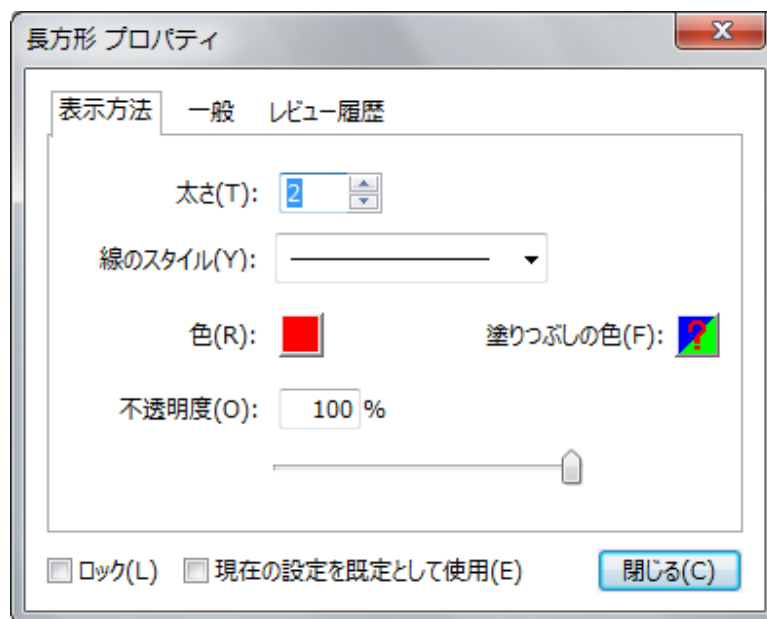 長方形 プロパティ
表示方法 一般 レビュー履歴
太さ(T): 2
線のスタイル(Y):
色(R): 塗りつぶしの色(F): ?
不透明度(O): 100 %
ロック(L) 現在の設定を既定として使用(E) 閉じる(C)